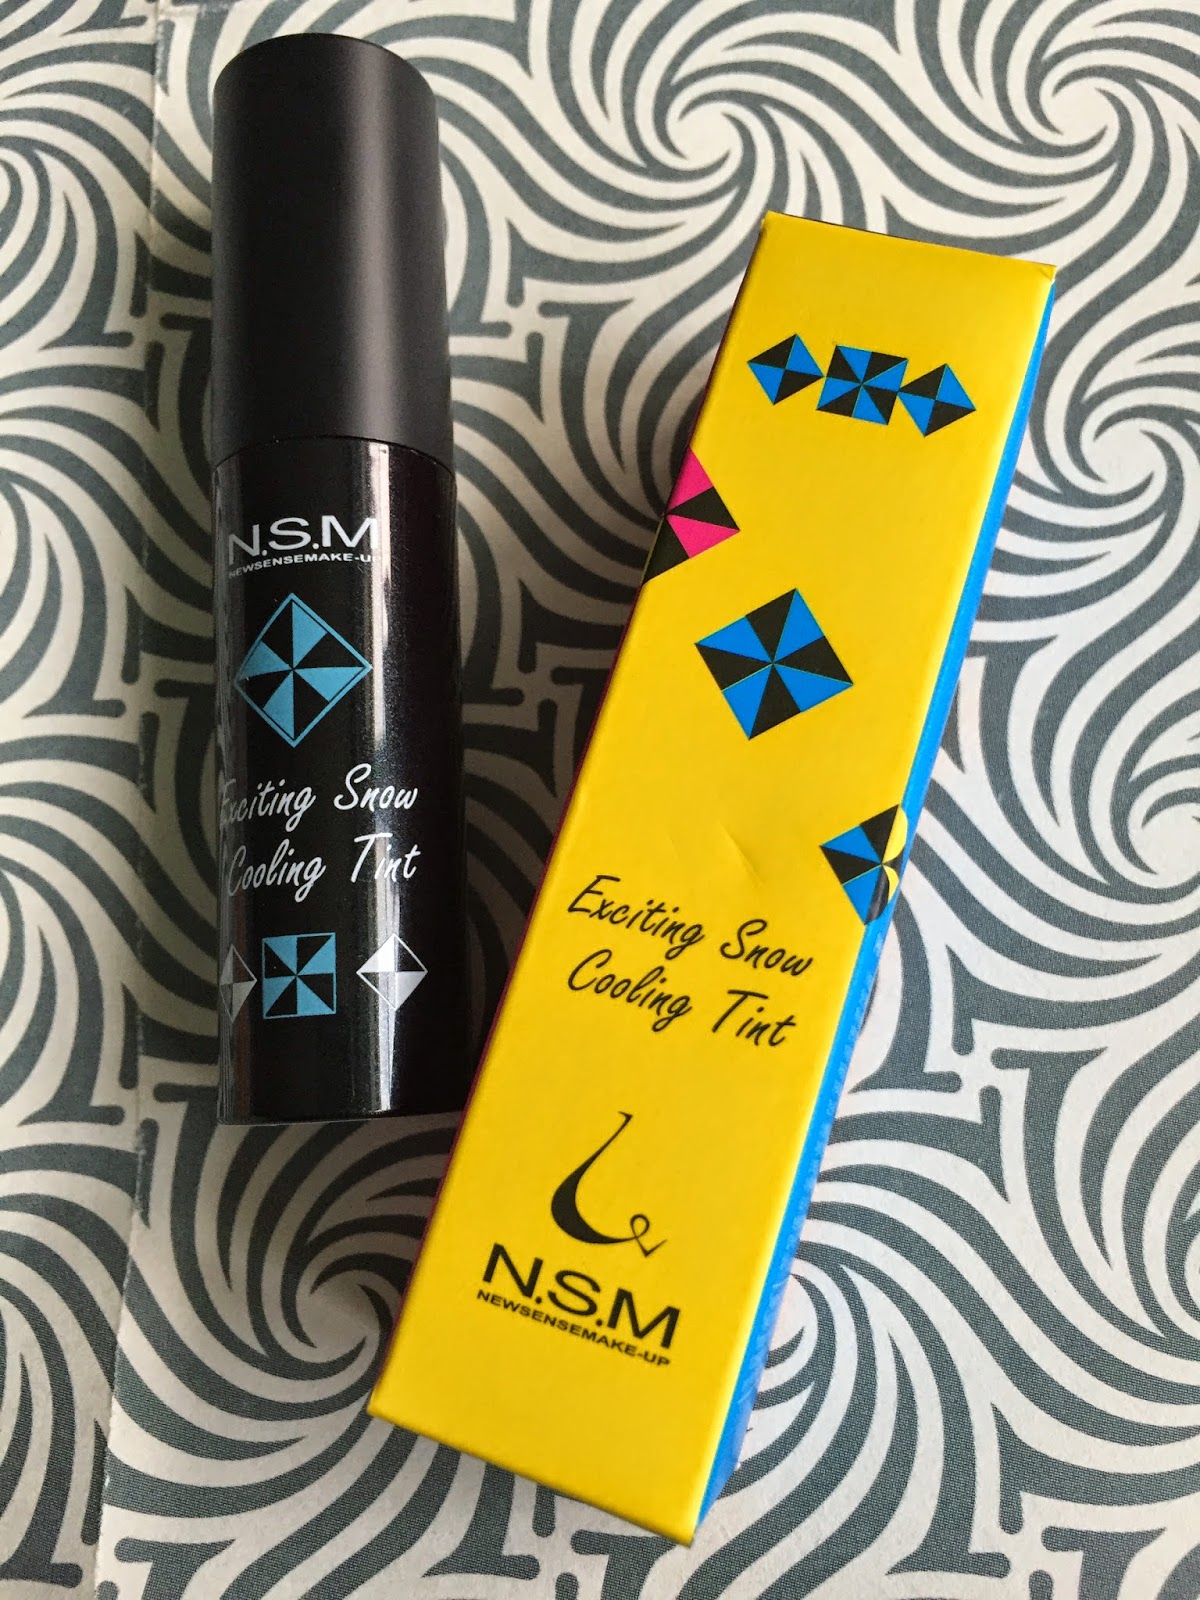 N.S.M
NEWSENSEMAKE-UP
Exciting Snow
Cooling Tint
Exciting Snow
Cooling Tint
N.S.M
NEWSENSEMAKE-UP